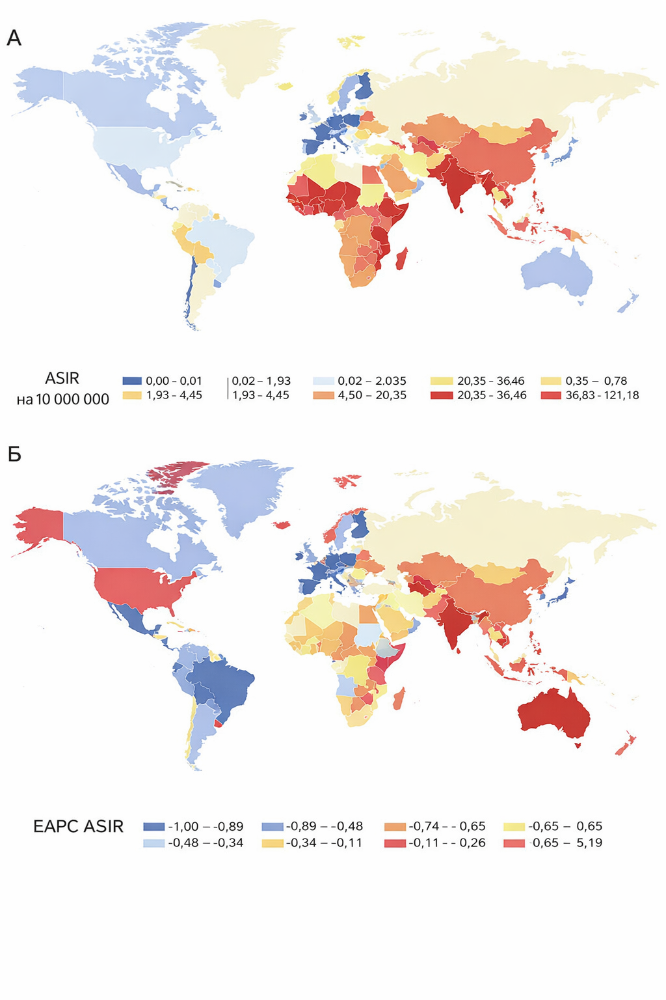 А
ASIR
на 10 000 000
0,00 – 0,01 0,02 – 1,93 0,02 – 2.035 20,35 – 36,46 0,35 – 0,78
1,93 – 4,45 1,93 – 4,45 4,50 – 20,35 20,35 – 36,46 36,83 - 121,18
Б
EAPC ASIR
-1,00 – -0,89 -0,89 – -0,48 -0,74 – - 0,65 -0,65 – 0,65
-0,48 – -0,34 -0,34 – -0,11 -0,11 – - 0,26 -0,65 – 5,19